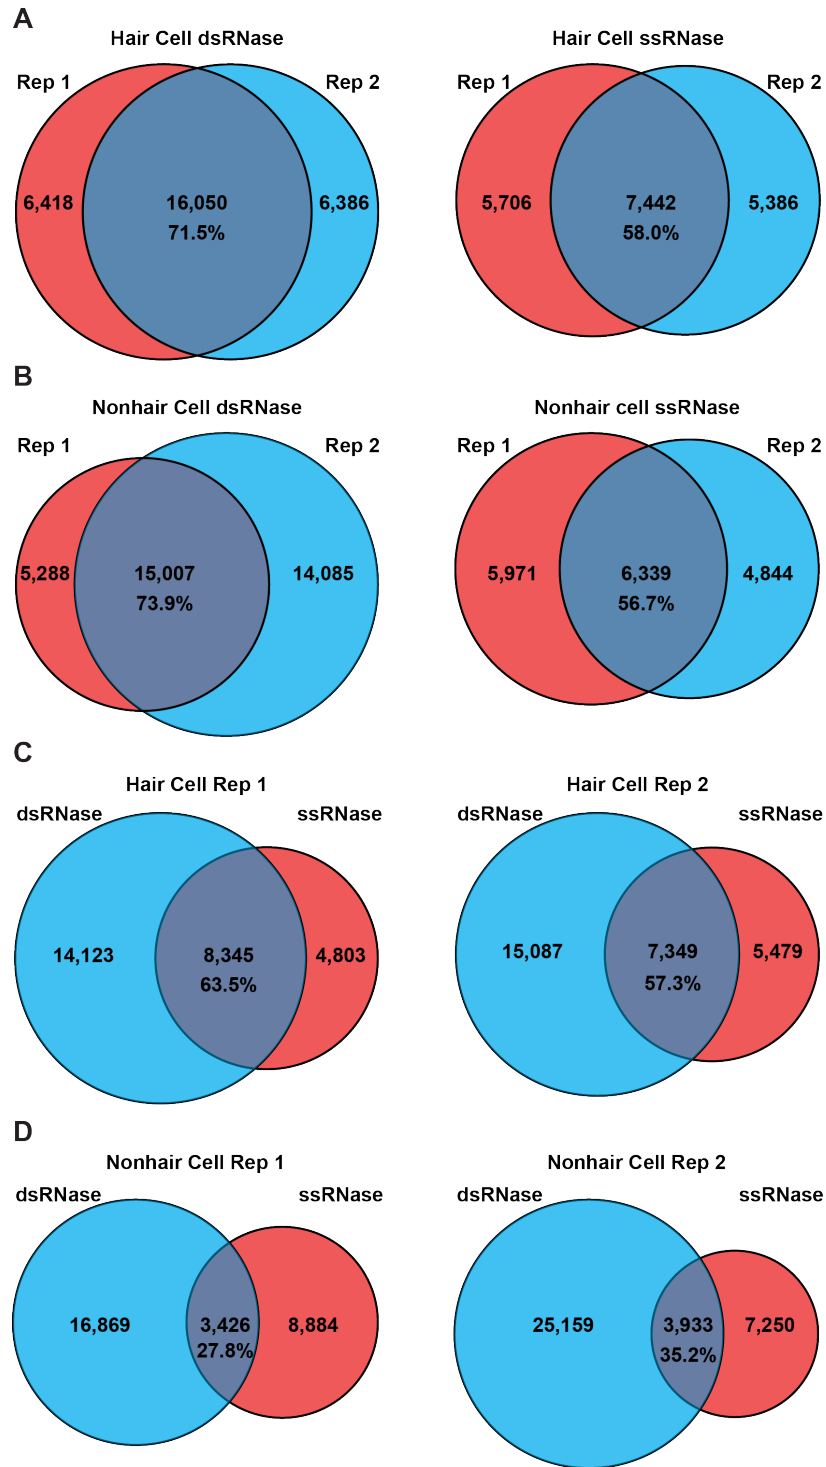 A
Hair Cell dsRNase
Rep 1
Rep 2
6,418
16,050
71.5%
6,386
Hair Cell ssRNase
Rep 1
Rep 2
5,706
7,442
58.0%
5,386
B
Nonhair Cell dsRNase
Rep 1
Rep 2
5,288
15,007
73.9%
14,085
Nonhair cell ssRNase
Rep 1
Rep 2
5,971
6,339
56.7%
4,844
C
Hair Cell Rep 1
dsRNase
ssRNase
14,123
8,345
63.5%
4,803
Hair Cell Rep 2
dsRNase
ssRNase
15,087
7,349
57.3%
5,479
D
Nonhair Cell Rep 1
dsRNase
ssRNase
16,869
3,426
27.8%
8,884
Nonhair Cell Rep 2
dsRNase
ssRNase
25,159
3,933
35.2%
7,250